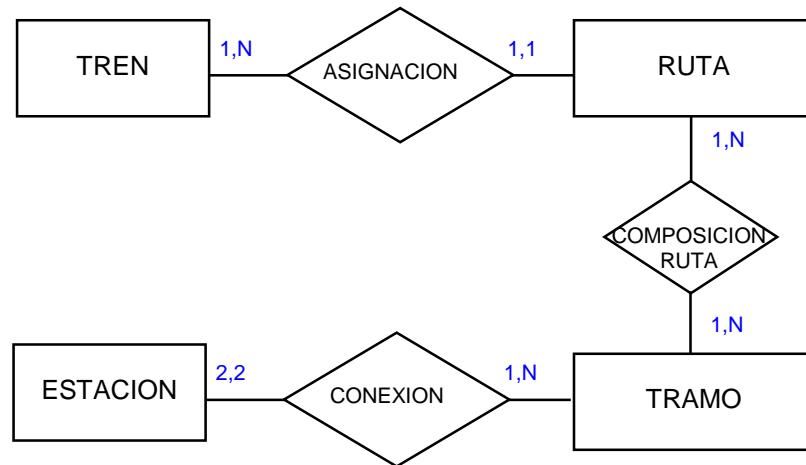 TREN
1,N
ASIGNACION
1,1
RUTA
1,N
COMPOSICION
RUTA
1,N
ESTACION
2,2
CONEXION
1,N
TRAMO